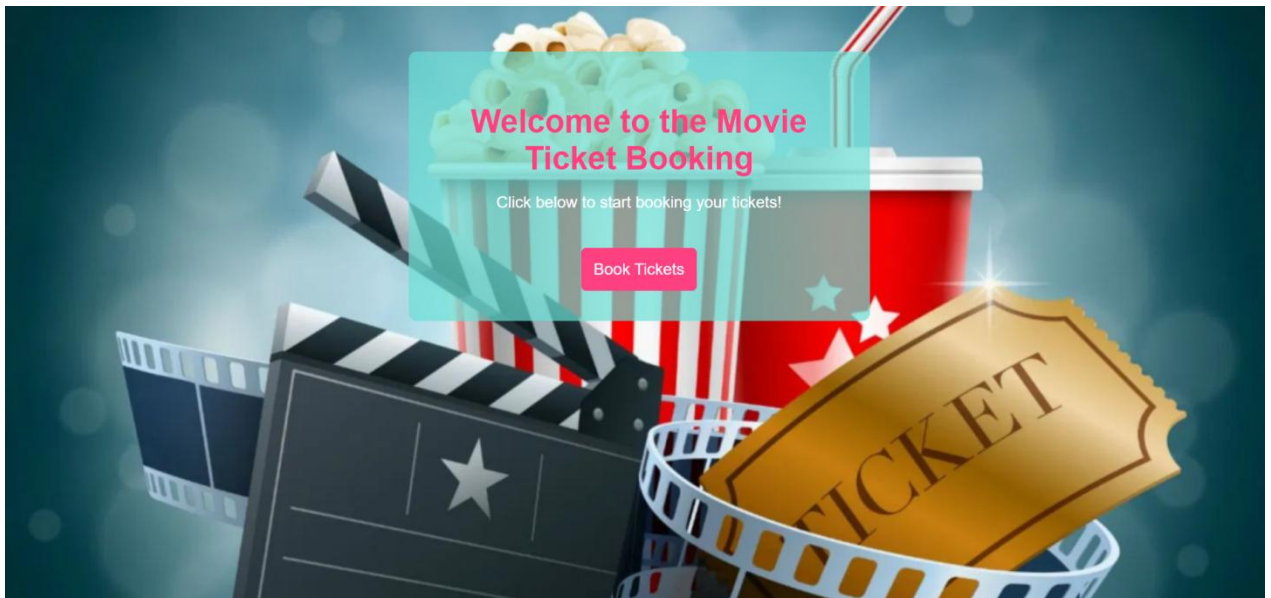 Welcome to the Movie
Ticket Booking
Click below to start booking your tickets!
Book Tickets
TICKET